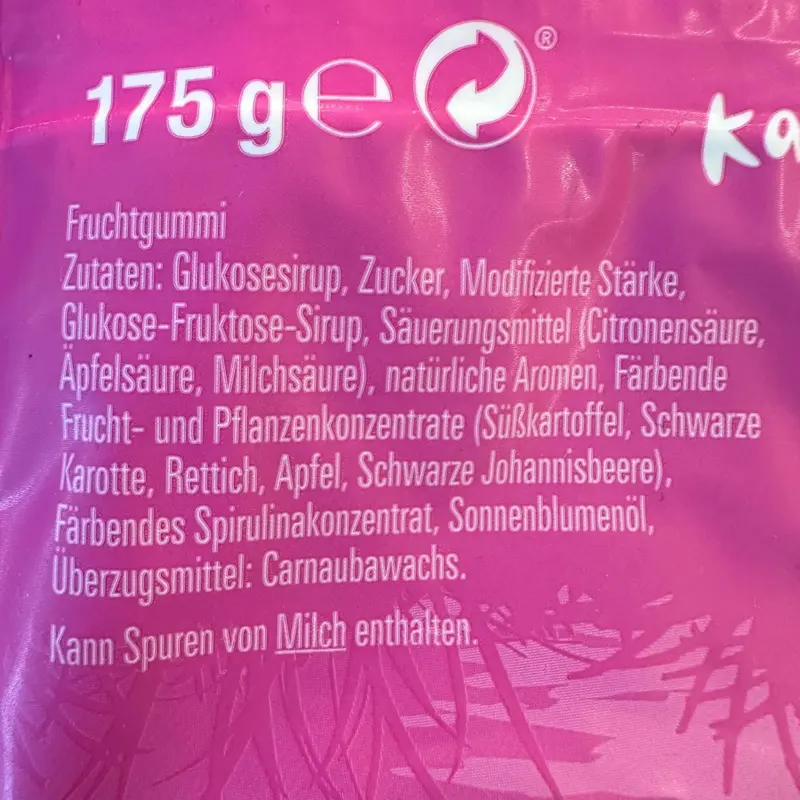 175 g ℮ ®
ka
Fruchtgummi
Zutaten: Glukosesirup, Zucker, Modifizierte Stärke,
Glukose-Fruktose-Sirup, Säuerungsmittel (Citronensäure,
Äpfelsäure, Milchsäure), natürliche Aromen, Färbende
Frucht- und Pflanzenkonzentrate (Süßkartoffel, Schwarze
Karotte, Rettich, Apfel, Schwarze Johannisbeere),
Färbendes Spirulinakonzentrat, Sonnenblumenöl,
Überzugsmittel: Carnaubawachs.
Kann Spuren von Milch enthalten.